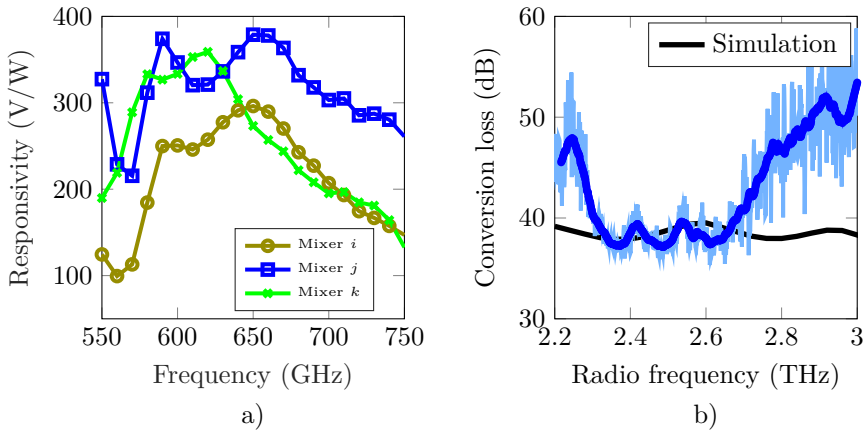 400
300
200
100
Responsivity (V/W)
Mixer i
Mixer j
Mixer k
550 600 650 700 750
Frequency (GHz)
a)
60
50
40
30
Conversion loss (dB)
Simulation
2.2 2.4 2.6 2.8 3
Radio frequency (THz)
b)